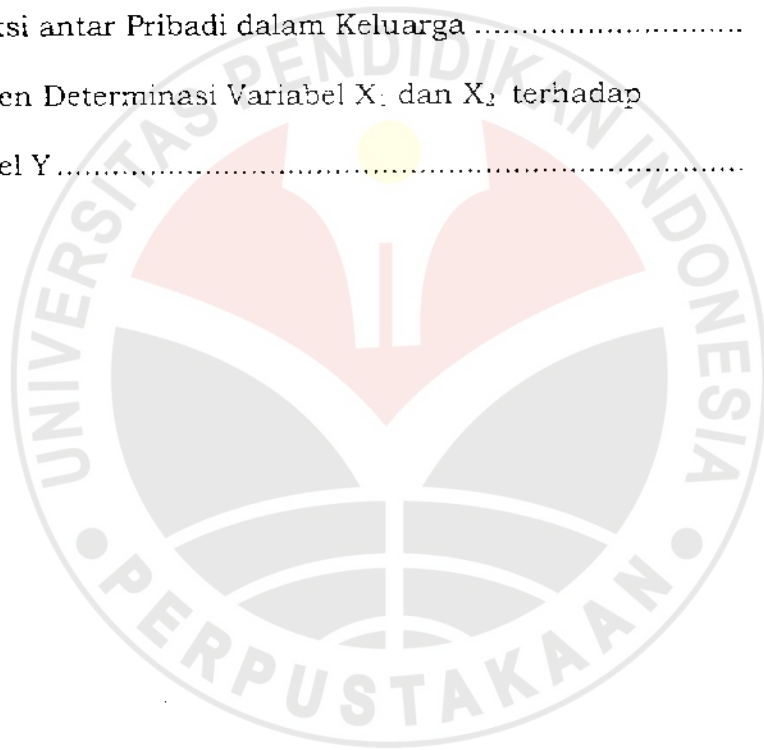 ksi antar Pribadi dalam Keluarga ..............................
en Determinasi Variabel X₁ dan X₂ terhadap
el Y ...........................................................................
UNIVERSITAS PENDIDIKAN INDONESIA
PERPUSTAKAAN